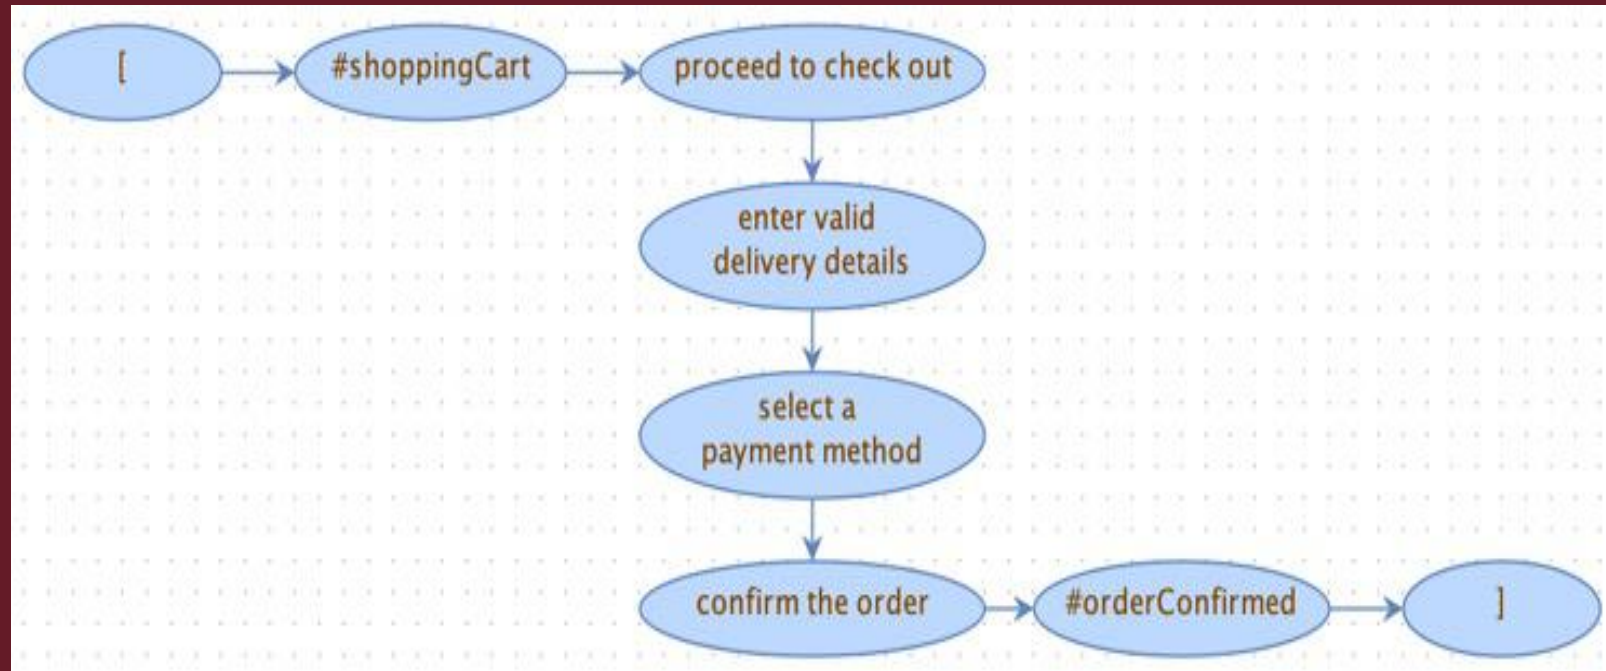 [
#shoppingCart
proceed to check out
enter valid
delivery details
select a
payment method
confirm the order
#orderConfirmed
]